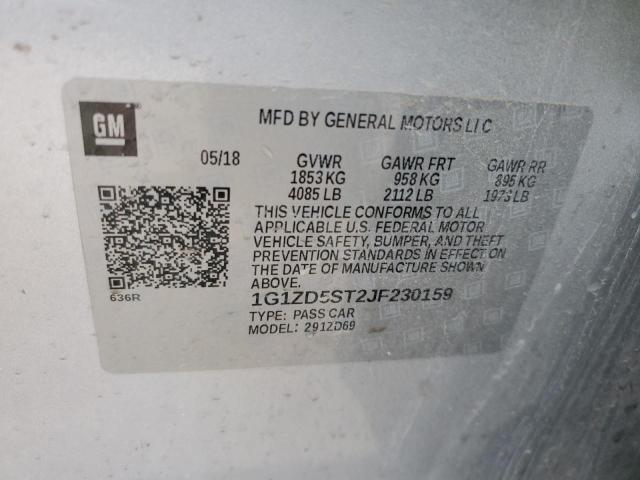 GM
MFD BY GENERAL MOTORS LLC
05/18 GVWR GAWR FRT GAWR RR
1853 KG 958 KG 895 KG
4085 LB 2112 LB 1973 LB
THIS VEHICLE CONFORMS TO ALL
APPLICABLE U.S. FEDERAL MOTOR
VEHICLE SAFETY, BUMPER, AND THEFT
PREVENTION STANDARDS IN EFFECT ON
THE DATE OF MANUFACTURE SHOWN
ABOVE.
636R
1G1ZD5ST2JF230159
TYPE: PASS CAR
MODEL: 291ZD69